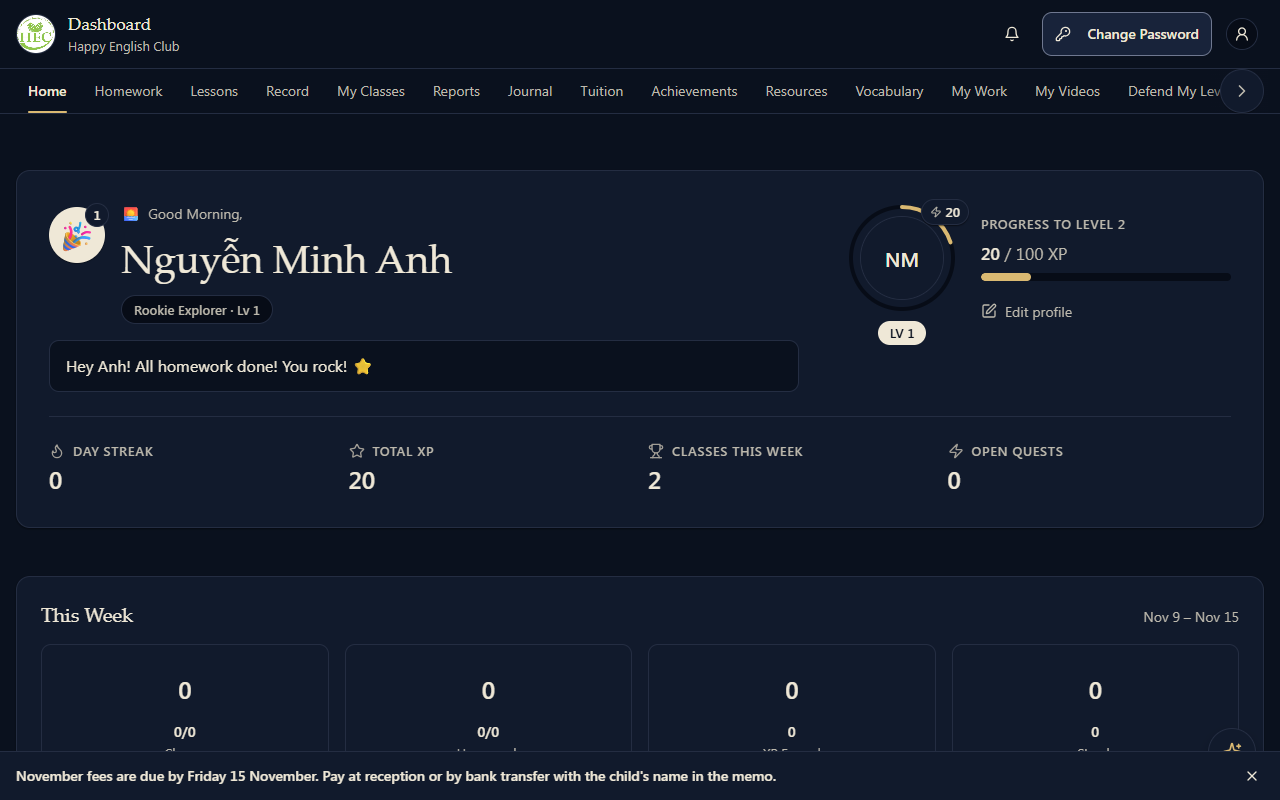 HEC
Dashboard
Happy English Club
Change Password
Home
Homework
Lessons
Record
My Classes
Reports
Journal
Tuition
Achievements
Resources
Vocabulary
My Work
My Videos
Defend My Lev
1
Good Morning,
Nguyễn Minh Anh
Rookie Explorer · Lv 1
Hey Anh! All homework done! You rock!
20
NM
LV 1
PROGRESS TO LEVEL 2
20 / 100 XP
Edit profile
DAY STREAK
0
TOTAL XP
20
CLASSES THIS WEEK
2
OPEN QUESTS
0
This Week
Nov 9 – Nov 15
0
0/0
0
0/0
0
0
0
0
November fees are due by Friday 15 November. Pay at reception or by bank transfer with the child's name in the memo.